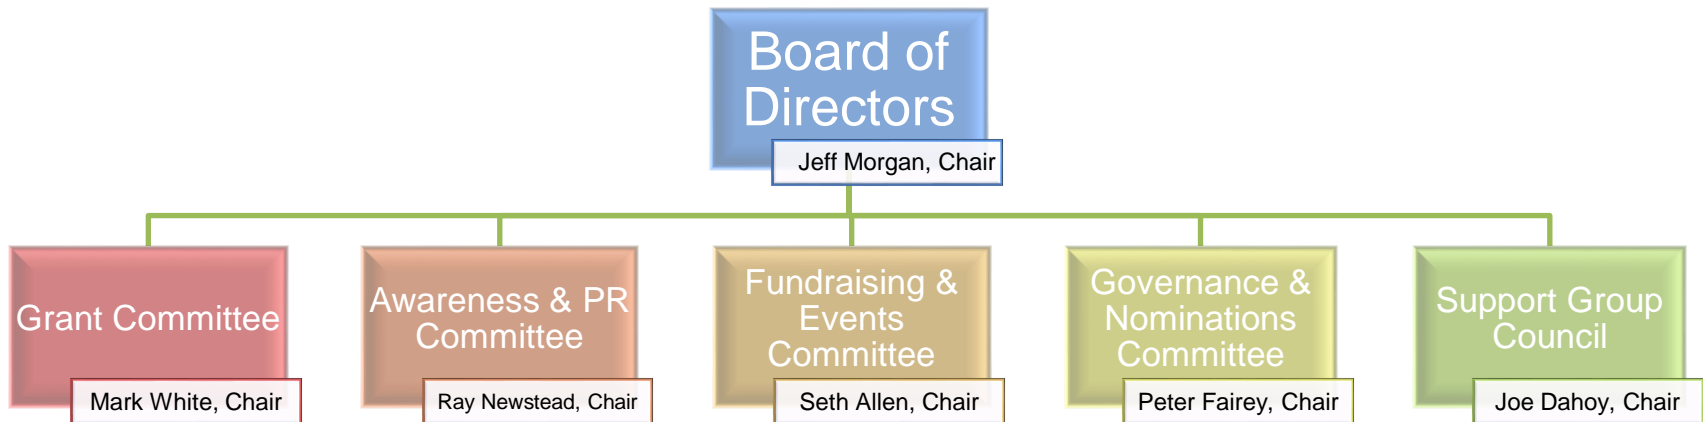 Board of
Directors
Jeff Morgan, Chair
Grant Committee
Mark White, Chair
Awareness & PR
Committee
Ray Newstead, Chair
Fundraising &
Events
Committee
Seth Allen, Chair
Governance &
Nominations
Committee
Peter Fairey, Chair
Support Group
Council
Joe Dahoy, Chair